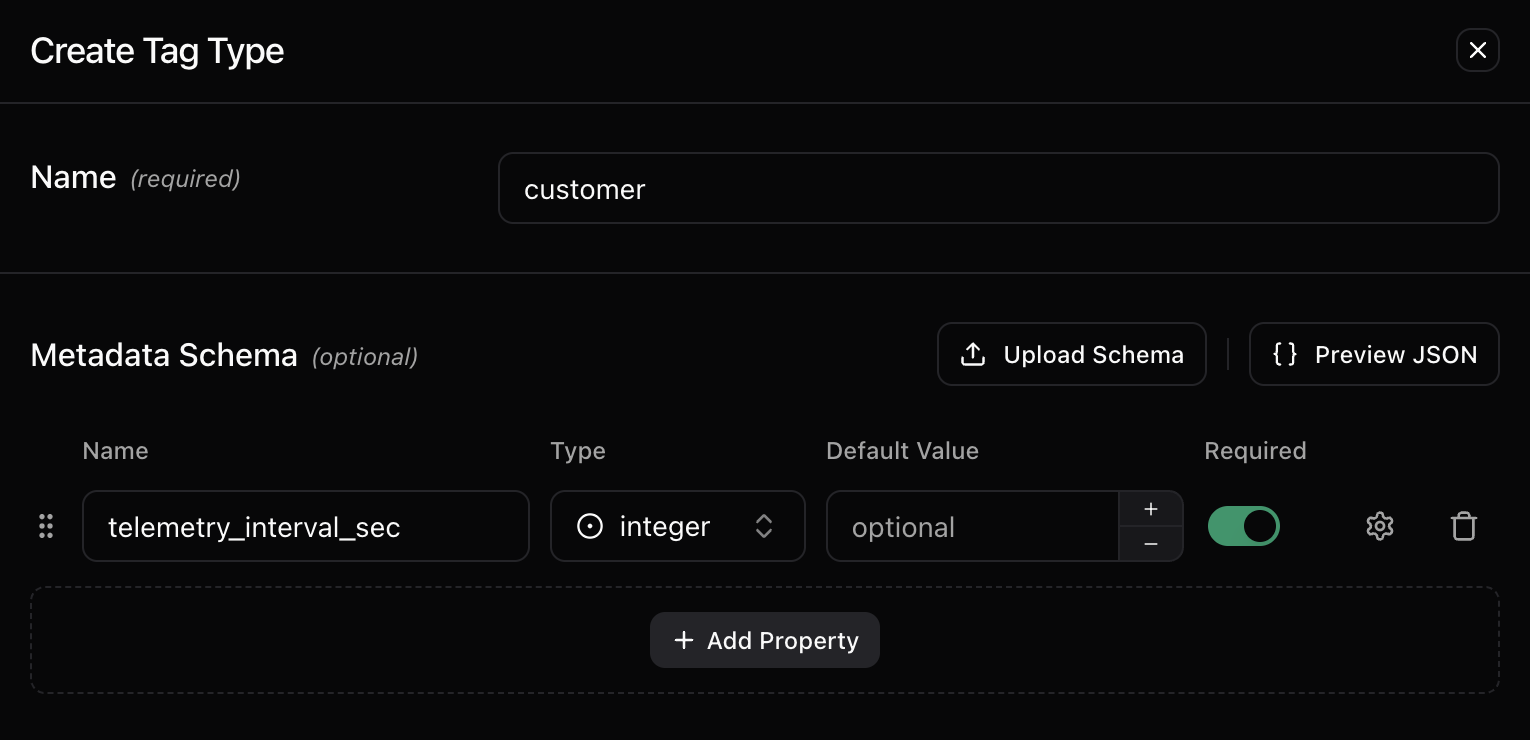 Create Tag Type
Name (required)
customer
Metadata Schema (optional)
Upload Schema
{ } Preview JSON
Name Type Default Value Required
telemetry_interval_sec integer optional + −
+ Add Property